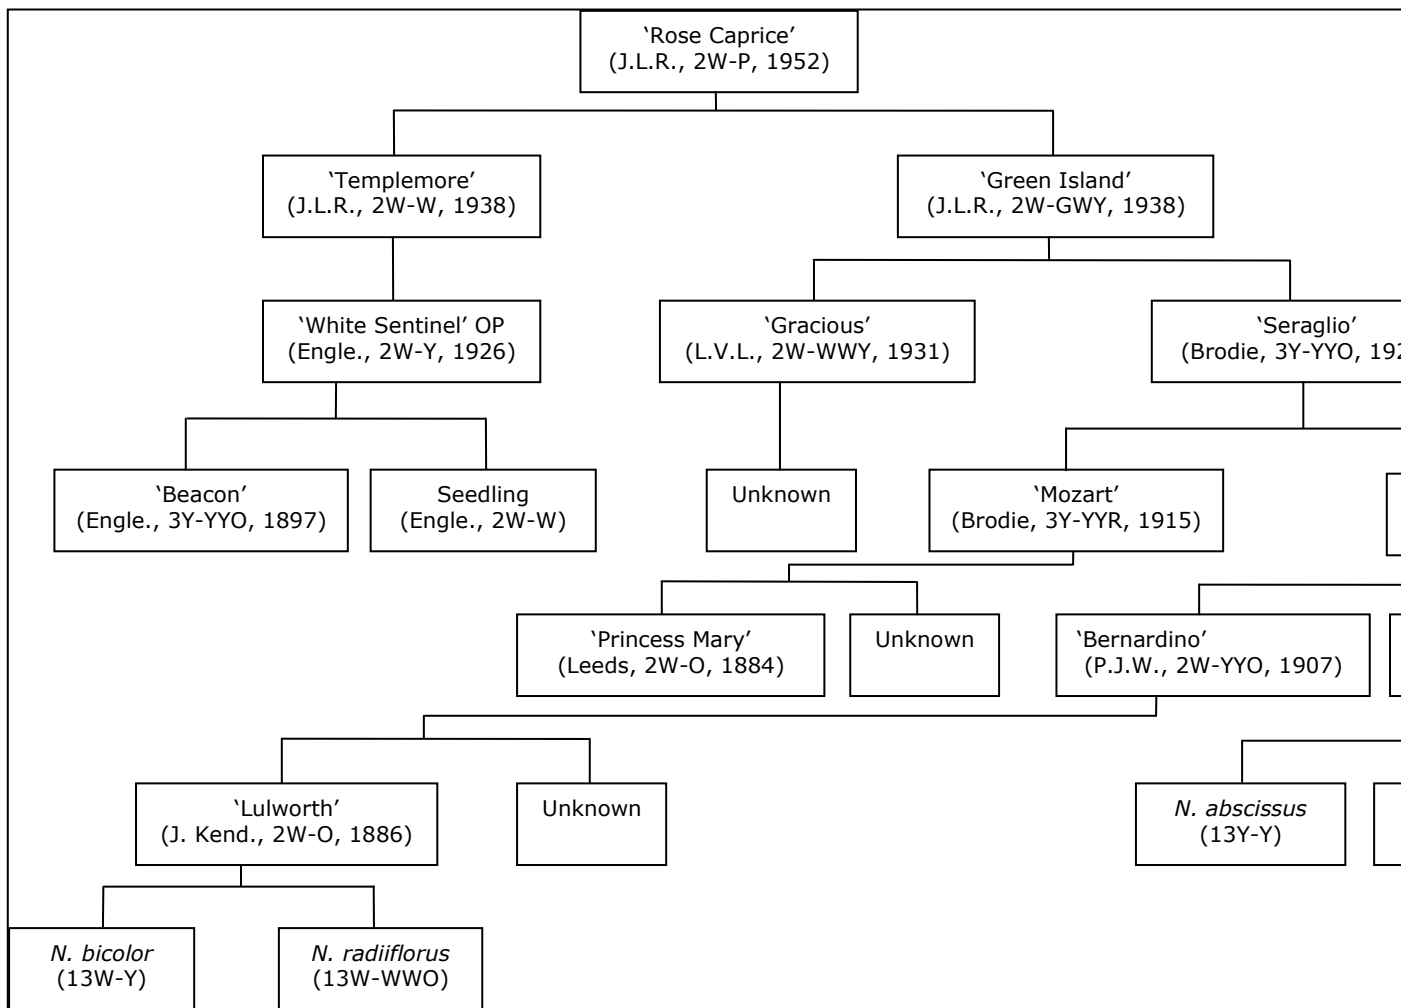 ‘Rose Caprice’
(J.L.R., 2W-P, 1952)
‘Templemore’
(J.L.R., 2W-W, 1938)
‘Green Island’
(J.L.R., 2W-GWY, 1938)
‘White Sentinel’ OP
(Engle., 2W-Y, 1926)
‘Gracious’
(L.V.L., 2W-WWY, 1931)
‘Seraglio’
(Brodie, 3Y-YYO,
‘Beacon’
(Engle., 3Y-YYO, 1897)
Seedling
(Engle., 2W-W)
Unknown
‘Mozart’
(Brodie, 3Y-YYR, 1915)
‘Princess Mary’
(Leeds, 2W-O, 1884)
Unknown
‘Bernardino’
(P.J.W., 2W-YYO, 1907)
‘Lulworth’
(J. Kend., 2W-O, 1886)
Unknown
N. abscissus
(13Y-Y)
N. bicolor
(13W-Y)
N. radiiflorus
(13W-WWO)